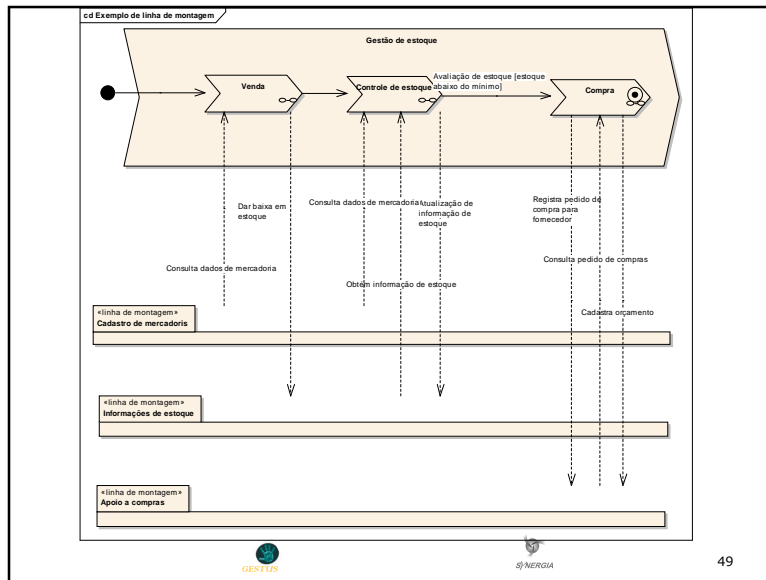 cd Exemplo de linha de montagem
Gestão de estoque
Venda
Controle de estoque
Avaliação de estoque [estoque
abaixo do mínimo]
Compra
Dar baixa em
estoque
Consulta dados de mercadoria
Atualização de
informação de
estoque
Registra pedido de
compra para
fornecedor
Consulta dados de mercadoria
Consulta pedido de compras
Obtém informação de estoque
Cadastra orçamento
«linha de montagem»
Cadastro de mercadoris
«linha de montagem»
Informações de estoque
«linha de montagem»
Apoio a compras
GESTUS
SYNERGIA
49